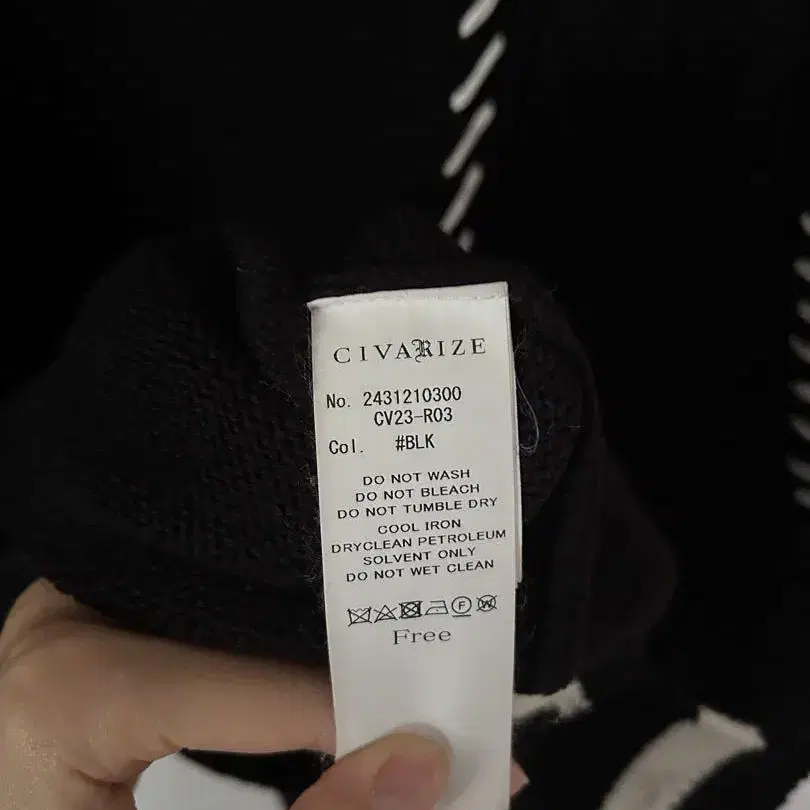 CIVARIZE
No. 2431210300
CV23-R03
Col. #BLK
DO NOT WASH
DO NOT BLEACH
DO NOT TUMBLE DRY
COOL IRON
DRYCLEAN PETROLEUM
SOLVENT ONLY
DO NOT WET CLEAN
F W
Free